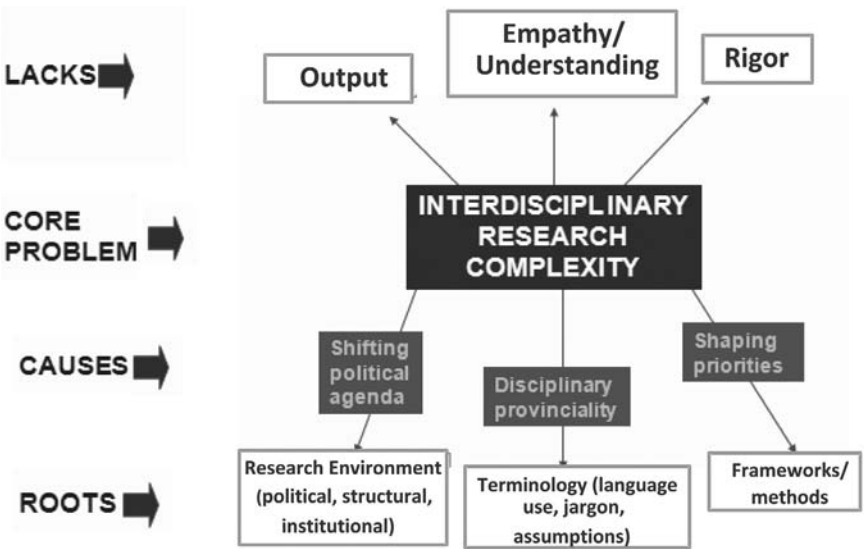 LACKS
Output
Empathy/
Understanding
Rigor
CORE
PROBLEM
INTERDISCIPLINARY
RESEARCH
COMPLEXITY
CAUSES
Shifting
political
agenda
Disciplinary
provinciality
Shaping
priorities
ROOTS
Research Environment
(political, structural,
institutional)
Terminology (language
use, jargon,
assumptions)
Frameworks/
methods